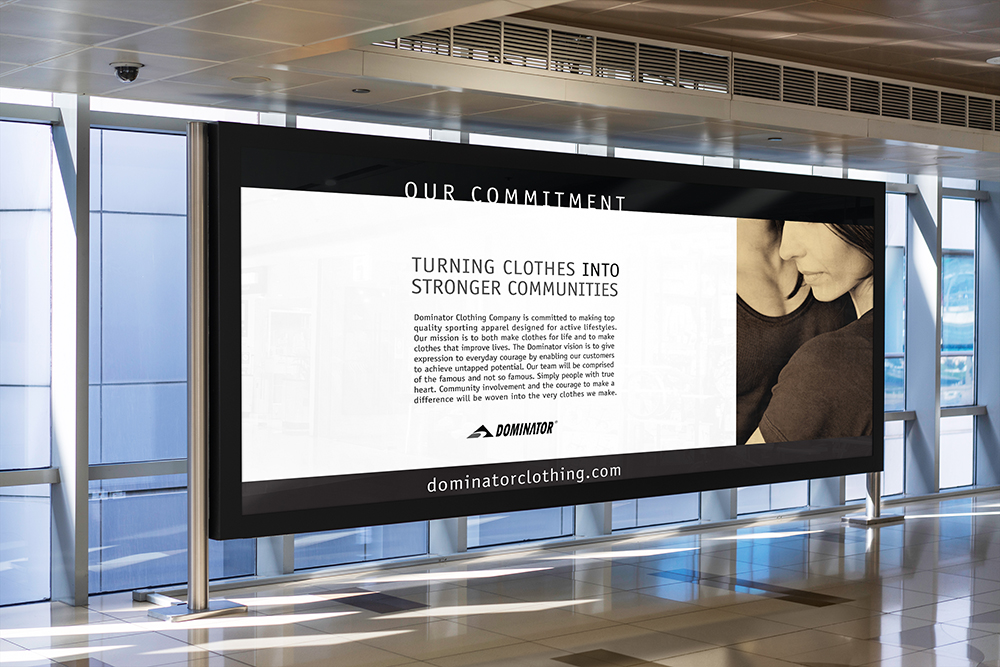 OUR COMMITMENT
TURNING CLOTHES INTO
STRONGER COMMUNITIES
Dominator Clothing Company is committed to making top
quality sporting apparel designed for active lifestyles.
Our mission is to both make clothes for life and to make
clothes that improve lives. The Dominator vision is to give
expression to everyday courage by enabling our customers
to achieve untapped potential. Our team will be comprised
of the famous and not so famous. Simply people with true
heart. Community involvement and the courage to make a
difference will be woven into the very clothes we make.
DOMINATOR®
dominatorclothing.com